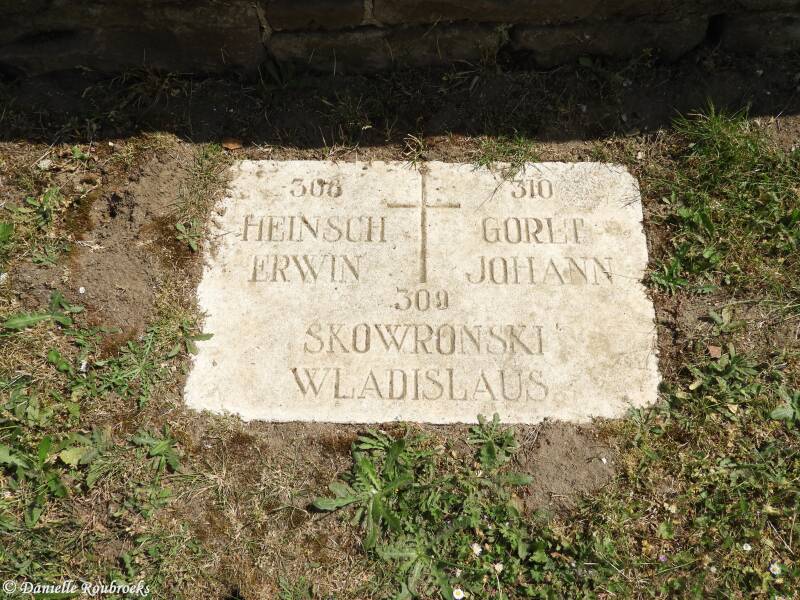 308
HEINSCH
ERWIN
310
GORLT
JOHANN
309
SKOWRONSKI
WLADISLAUS
© Danielle Roubroeks